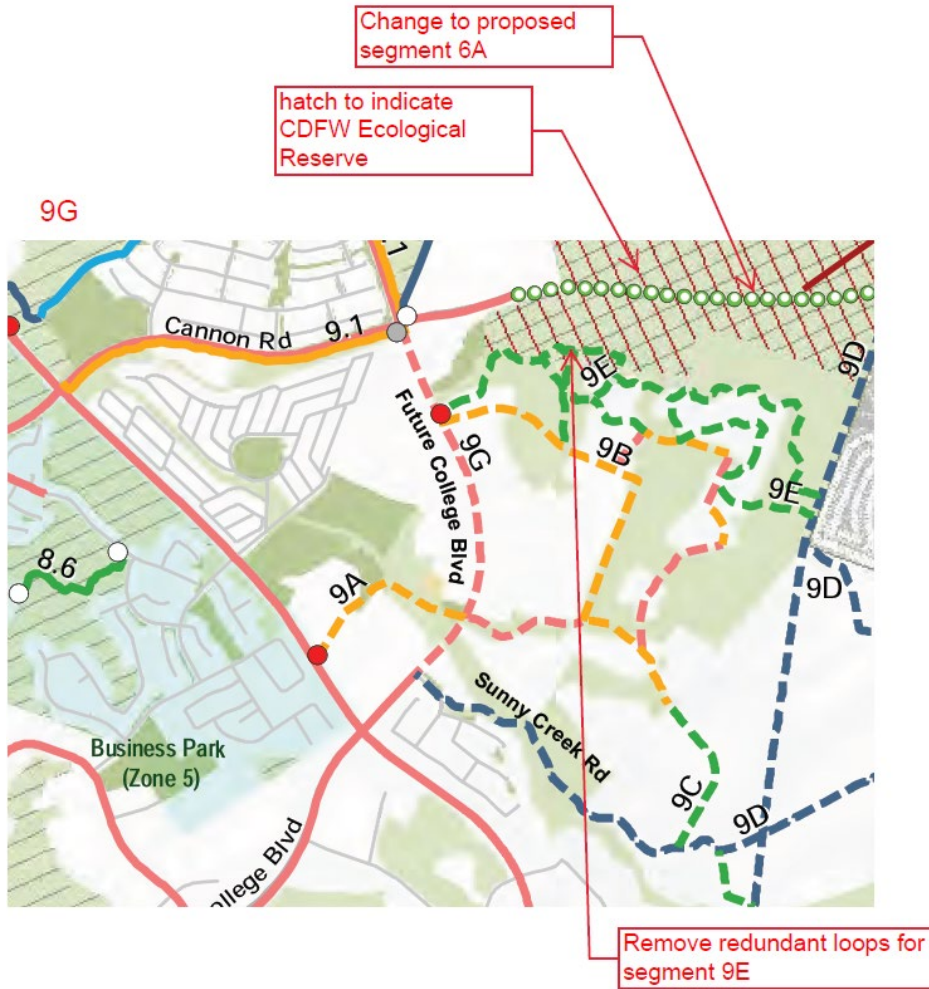 Change to proposed
segment 6A
hatch to indicate
CDFW Ecological
Reserve
9G
.1
Cannon Rd
9.1
9E
9D
Future College Blvd
9G
9B
9E
8.6
9A
9D
Sunny Creek Rd
Business Park
(Zone 5)
9C
9D
ollege Blvd
Remove redundant loops for
segment 9E